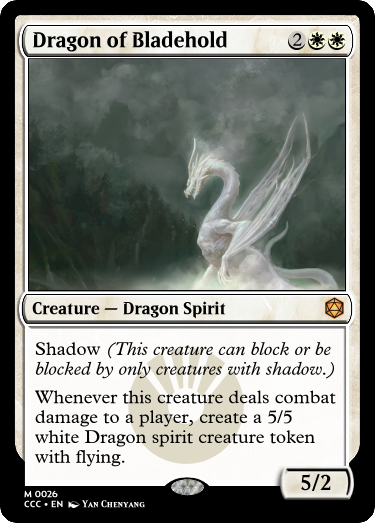 Dragon of Bladehold 2
Creature — Dragon Spirit
Shadow (This creature can block or be
blocked by only creatures with shadow.)
Whenever this creature deals combat
damage to a player, create a 5/5
white Dragon spirit creature token
with flying.
5/2
M 0026
CCC • EN Yan Chenyang